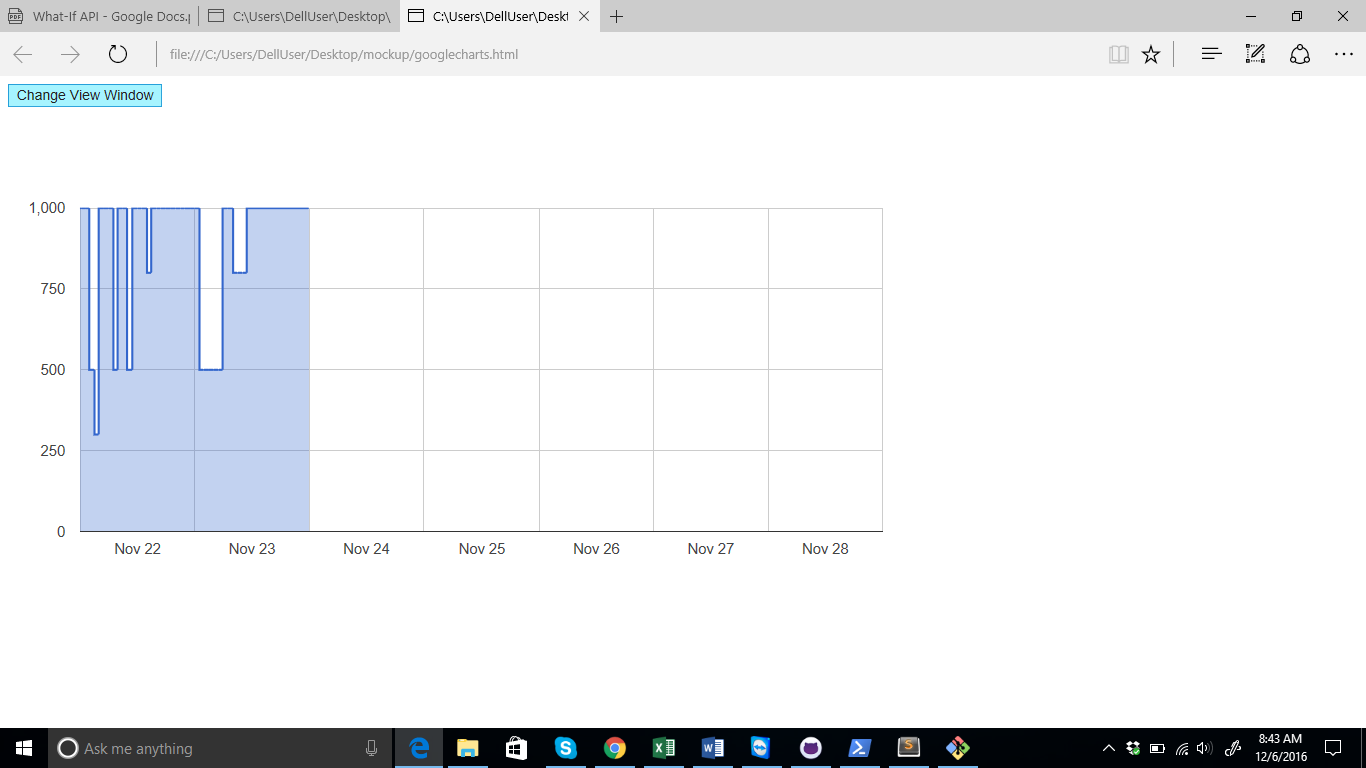 What-If API - Google Docs.p
C:\Users\DellUser\Desktop\
C:\Users\DellUser\Deskt
file:///C:/Users/DellUser/Desktop/mockup/googlecharts.html
Change View Window
1,000
750
500
250
0
Nov 22 Nov 23 Nov 24 Nov 25 Nov 26 Nov 27 Nov 28
Ask me anything
8:43 AM
12/6/2016